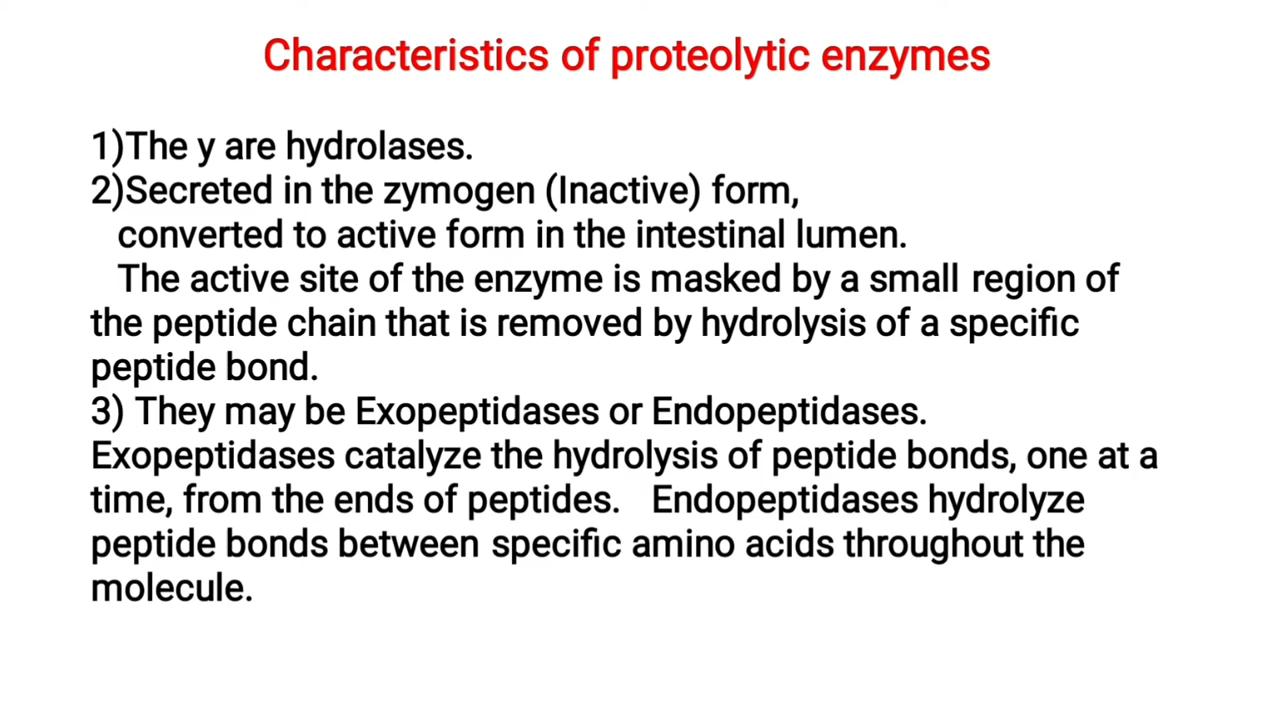 Characteristics of proteolytic enzymes
1)The y are hydrolases.
2)Secreted in the zymogen (Inactive) form,
converted to active form in the intestinal lumen.
The active site of the enzyme is masked by a small region of
the peptide chain that is removed by hydrolysis of a specific
peptide bond.
3) They may be Exopeptidases or Endopeptidases.
Exopeptidases catalyze the hydrolysis of peptide bonds, one at a
time, from the ends of peptides.   Endopeptidases hydrolyze
peptide bonds between specific amino acids throughout the
molecule.